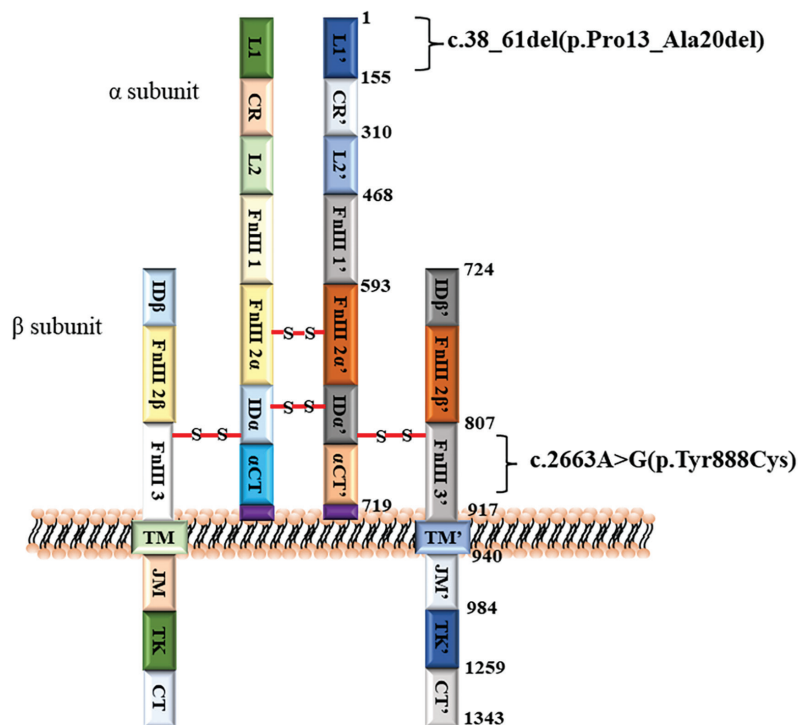 1
L1
L1’
c.38_61del(p.Pro13_Ala20del)
155
α subunit
CR
CR’
310
L2
L2’
468
FnIII 1
FnIII 1’
724
593
IDβ
IDβ’
β subunit
FnIII 2α
S S
FnIII 2α’
FnIII 2β
FnIII 2β’
IDα
S S
IDα’
807
S S
S S
FnIII 3
FnIII 3’
c.2663A>G(p.Tyr888Cys)
αCT
αCT’
719
917
TM
TM’
940
JM
JM’
984
TK
TK’
1259
CT
CT’
1343